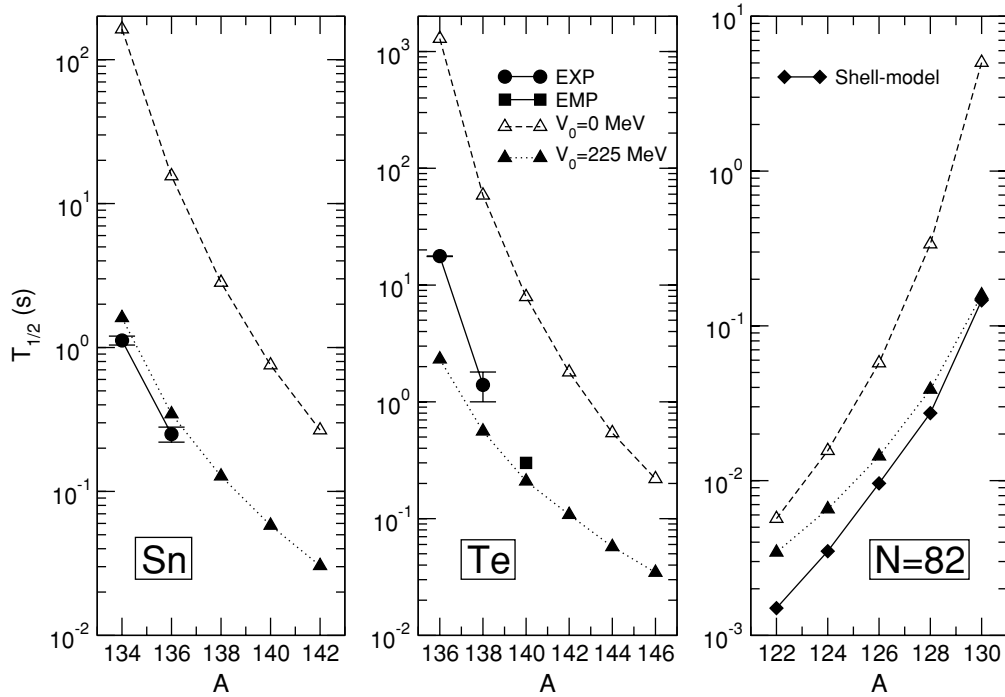 10^2
10^1
10^0
10^-1
10^-2
T_1/2 (s)
134 136 138 140 142
A
Sn
10^3
10^2
10^1
10^0
10^-1
10^-2
EXP
EMP
V_0=0 MeV
V_0=225 MeV
136 138 140 142 144 146
A
Te
10^1
10^0
10^-1
10^-2
10^-3
Shell-model
122 124 126 128 130
A
N=82